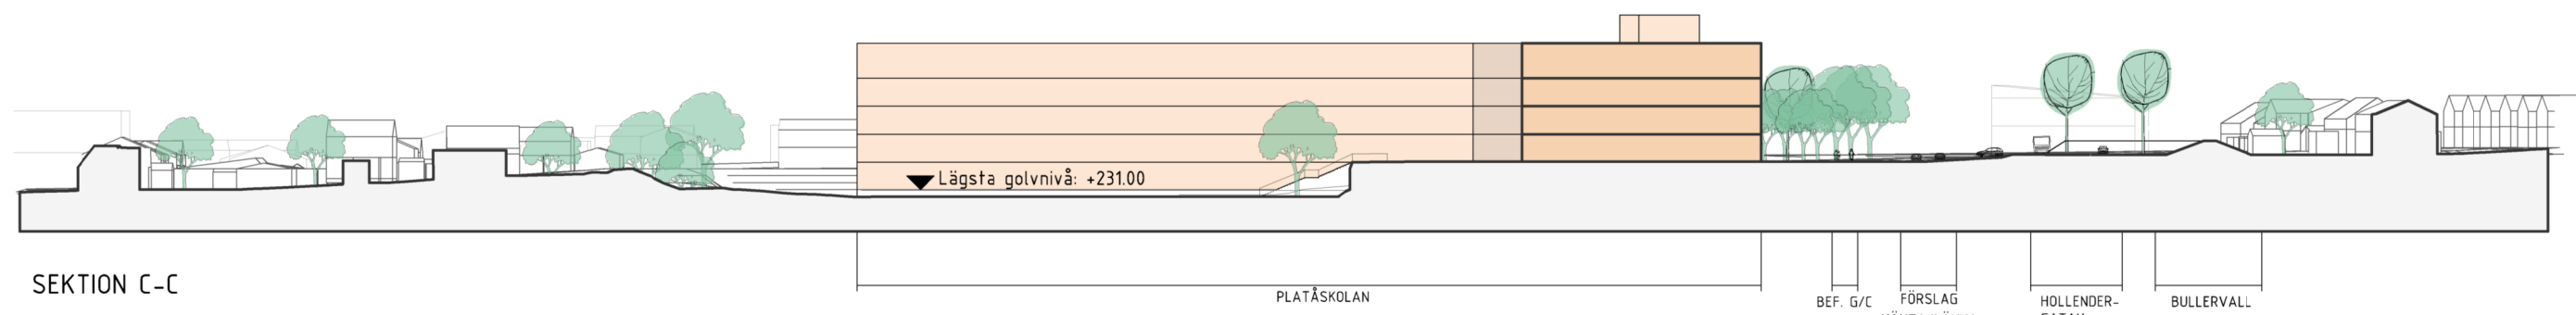 Lägsta golvnivå: +231.00
SEKTION C-C
PLATÅSKOLAN
BEF. G/C
FÖRSLAG
HOLLENDER-
BULLERVALL